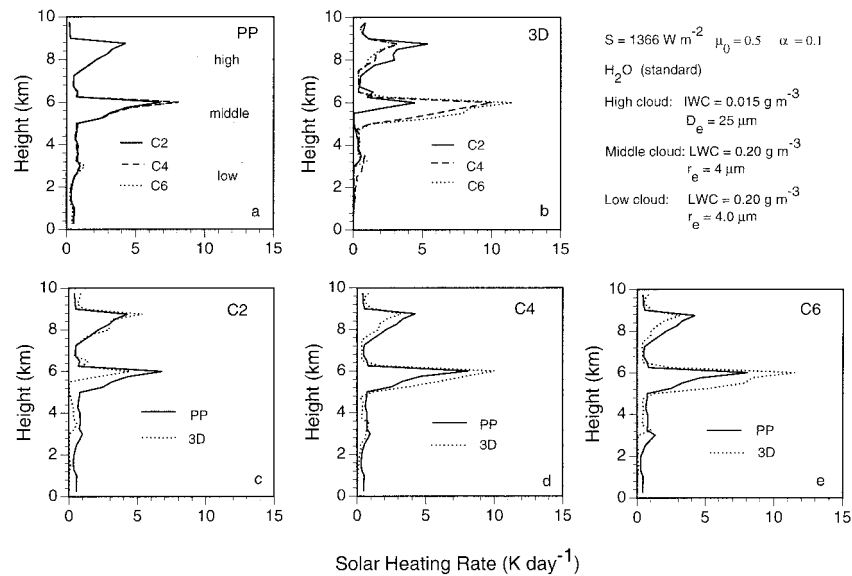 PP
10
8
6
4
2
0
Height (km)
high
middle
low
C2
C4
C6
a
0 5 10 15
3D
10
8
6
4
2
0
Height (km)
C2
C4
C6
b
0 5 10 15
S = 1366 W m-2 μ0 = 0.5 α = 0.1
H2O (standard)
High cloud: IWC = 0.015 g m-3
De = 25 μm
Middle cloud: LWC = 0.20 g m-3
re = 4 μm
Low cloud: LWC = 0.20 g m-3
re = 4.0 μm
C2
10
8
6
4
2
0
Height (km)
PP
3D
c
0 5 10 15
C4
10
8
6
4
2
0
Height (km)
PP
3D
d
0 5 10 15
C6
10
8
6
4
2
0
Height (km)
PP
3D
e
0 5 10 15
Solar Heating Rate (K day-1)